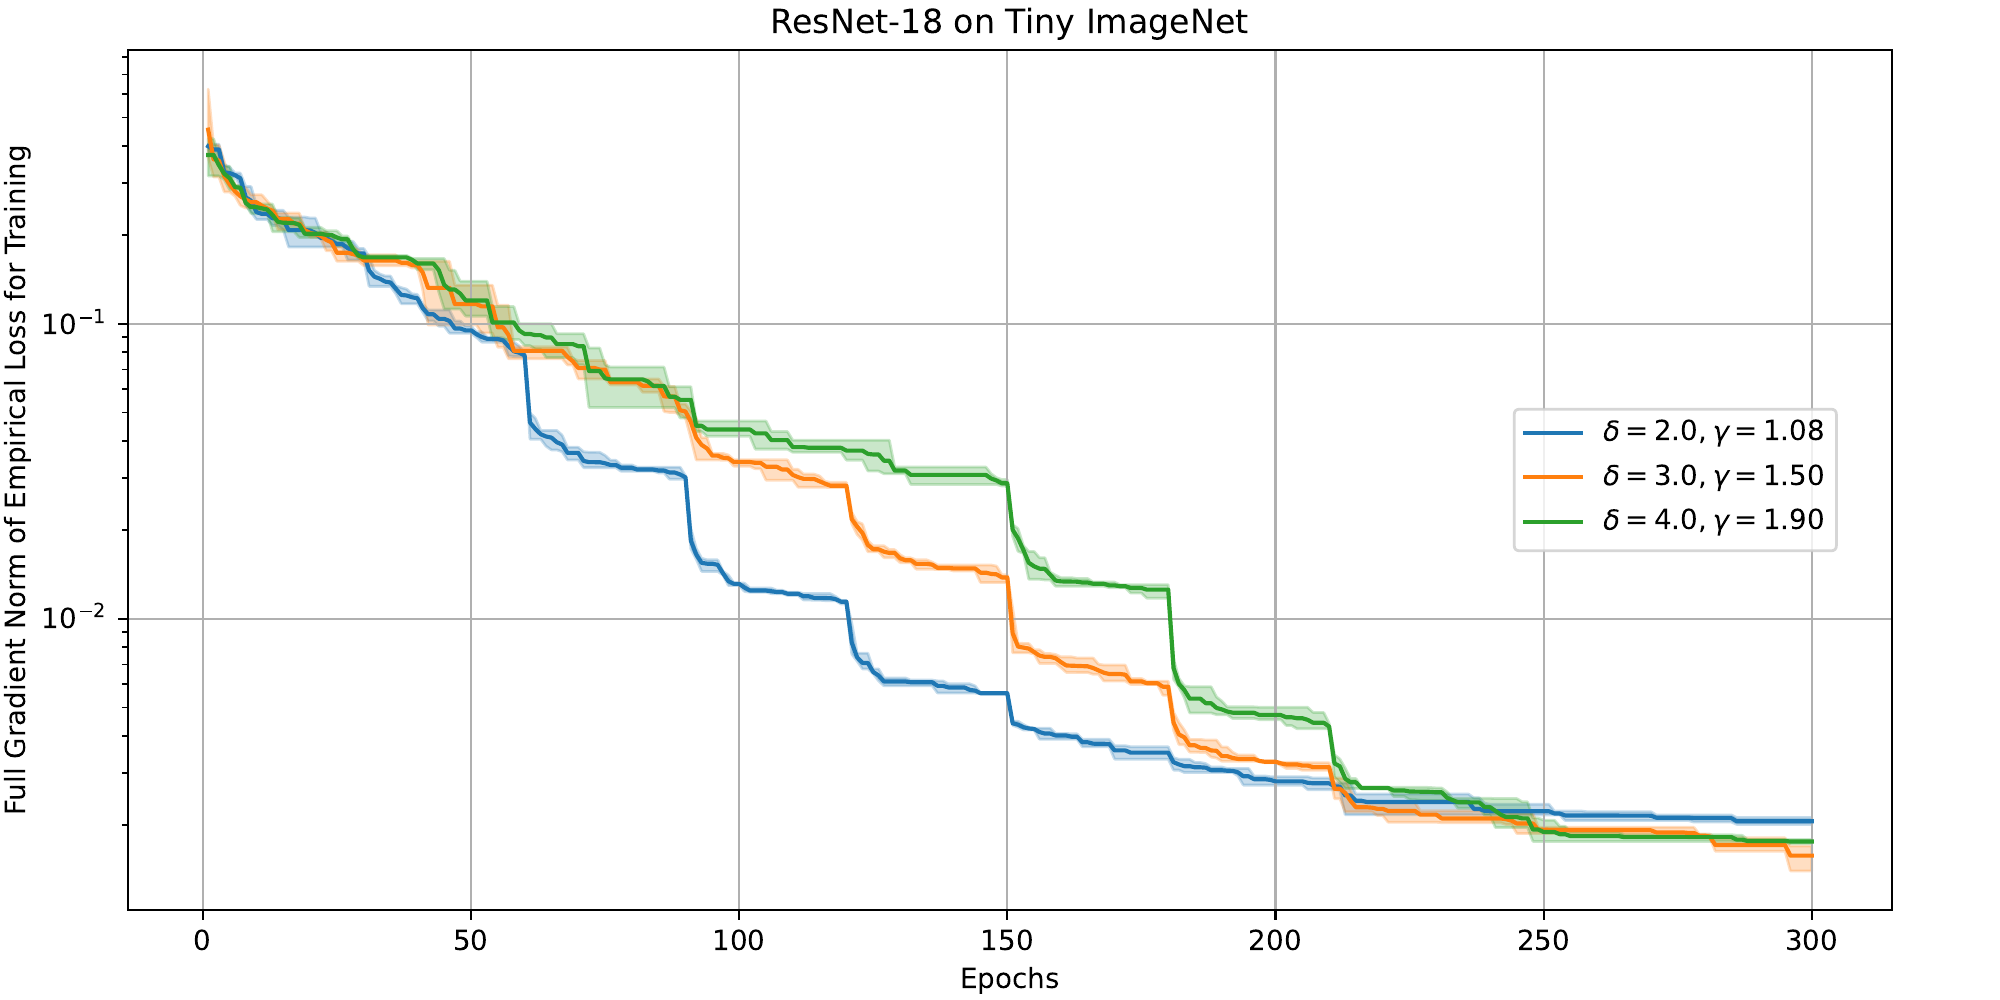 ResNet-18 on Tiny ImageNet
Full Gradient Norm of Empirical Loss for Training
10⁻¹
10⁻²
δ = 2.0, γ = 1.08
δ = 3.0, γ = 1.50
δ = 4.0, γ = 1.90
0 50 100 150 200 250 300
Epochs